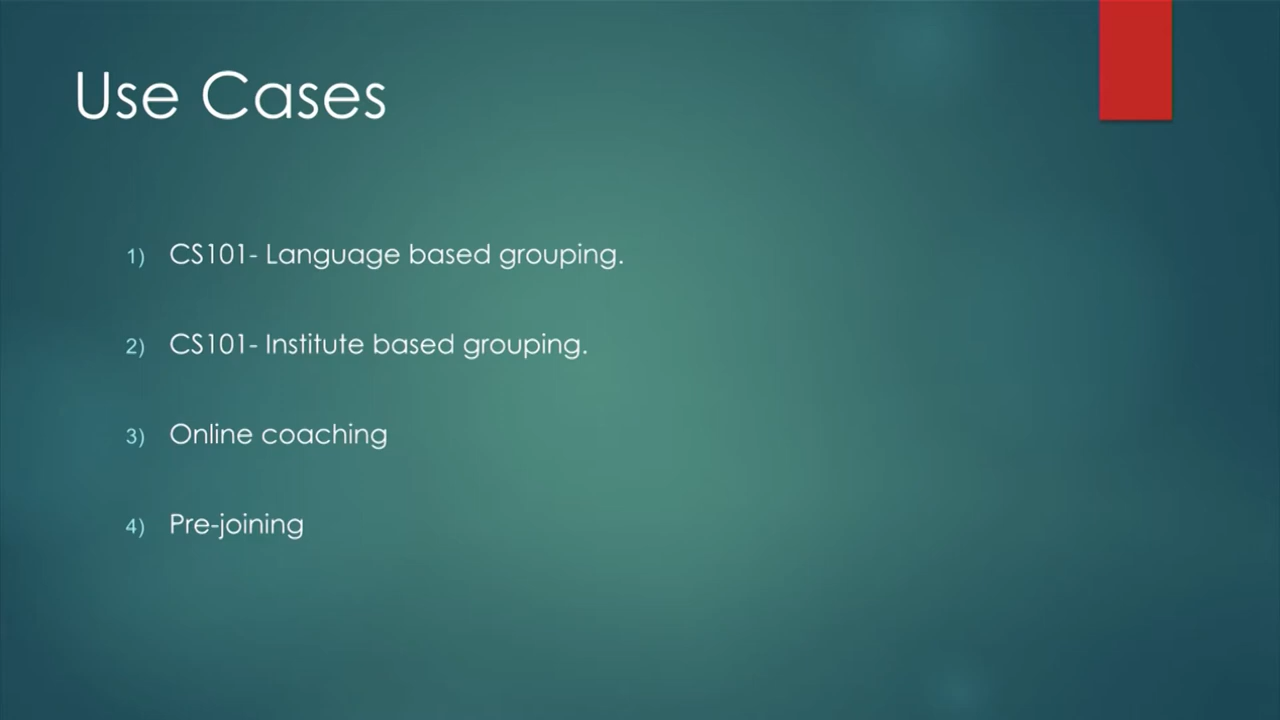 Use Cases
1) CS101- Language based grouping.
2) CS101- Institute based grouping.
3) Online coaching
4) Pre-joining